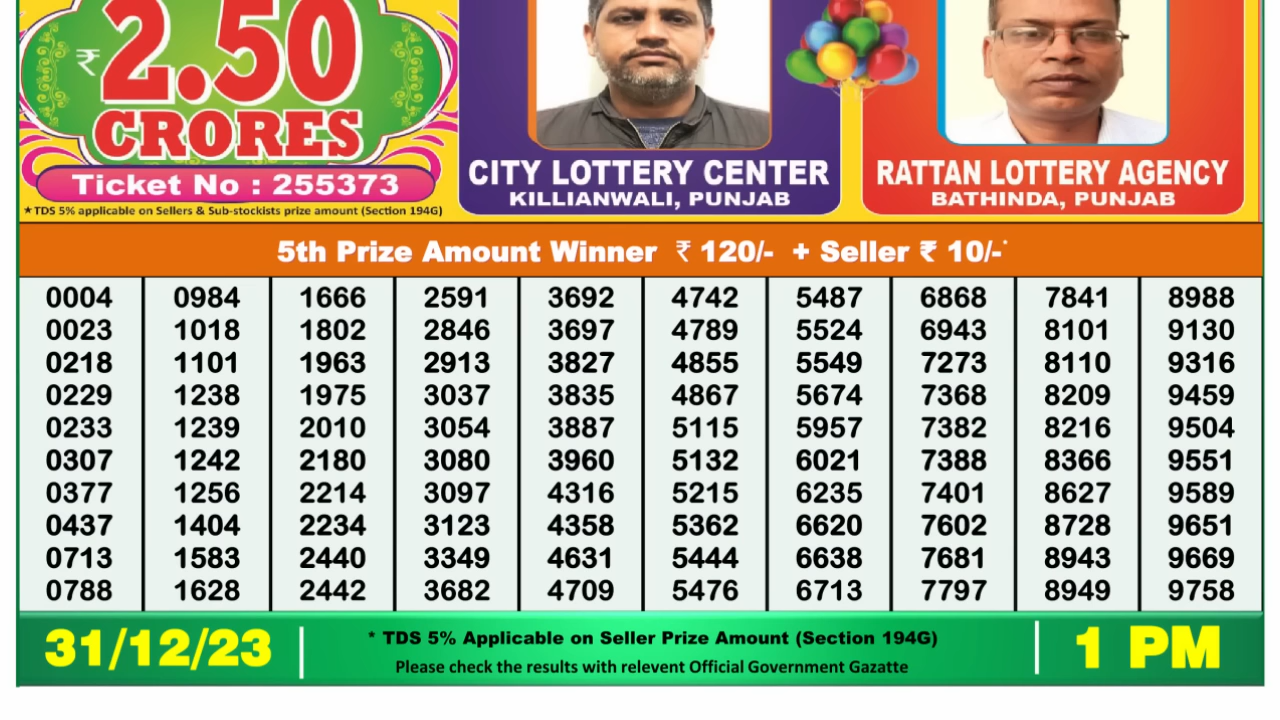 ₹ 2.50
CRORES
Ticket No : 255373
★TDS 5% applicable on Sellers & Sub-stockists prize amount (Section 194G)
CITY LOTTERY CENTER
KILLIANWALI, PUNJAB
RATTAN LOTTERY AGENCY
BATHINDA, PUNJAB
5th Prize Amount Winner ₹ 120/- + Seller ₹ 10/-*
0004 0984 1666 2591 3692 4742 5487 6868 7841 8988
0023 1018 1802 2846 3697 4789 5524 6943 8101 9130
0218 1101 1963 2913 3827 4855 5549 7273 8110 9316
0229 1238 1975 3037 3835 4867 5674 7368 8209 9459
0233 1239 2010 3054 3887 5115 5957 7382 8216 9504
0307 1242 2180 3080 3960 5132 6021 7388 8366 9551
0377 1256 2214 3097 4316 5215 6235 7401 8627 9589
0437 1404 2234 3123 4358 5362 6620 7602 8728 9651
0713 1583 2440 3349 4631 5444 6638 7681 8943 9669
0788 1628 2442 3682 4709 5476 6713 7797 8949 9758
31/12/23
* TDS 5% Applicable on Seller Prize Amount (Section 194G)
Please check the results with relevent Official Government Gazatte
1 PM